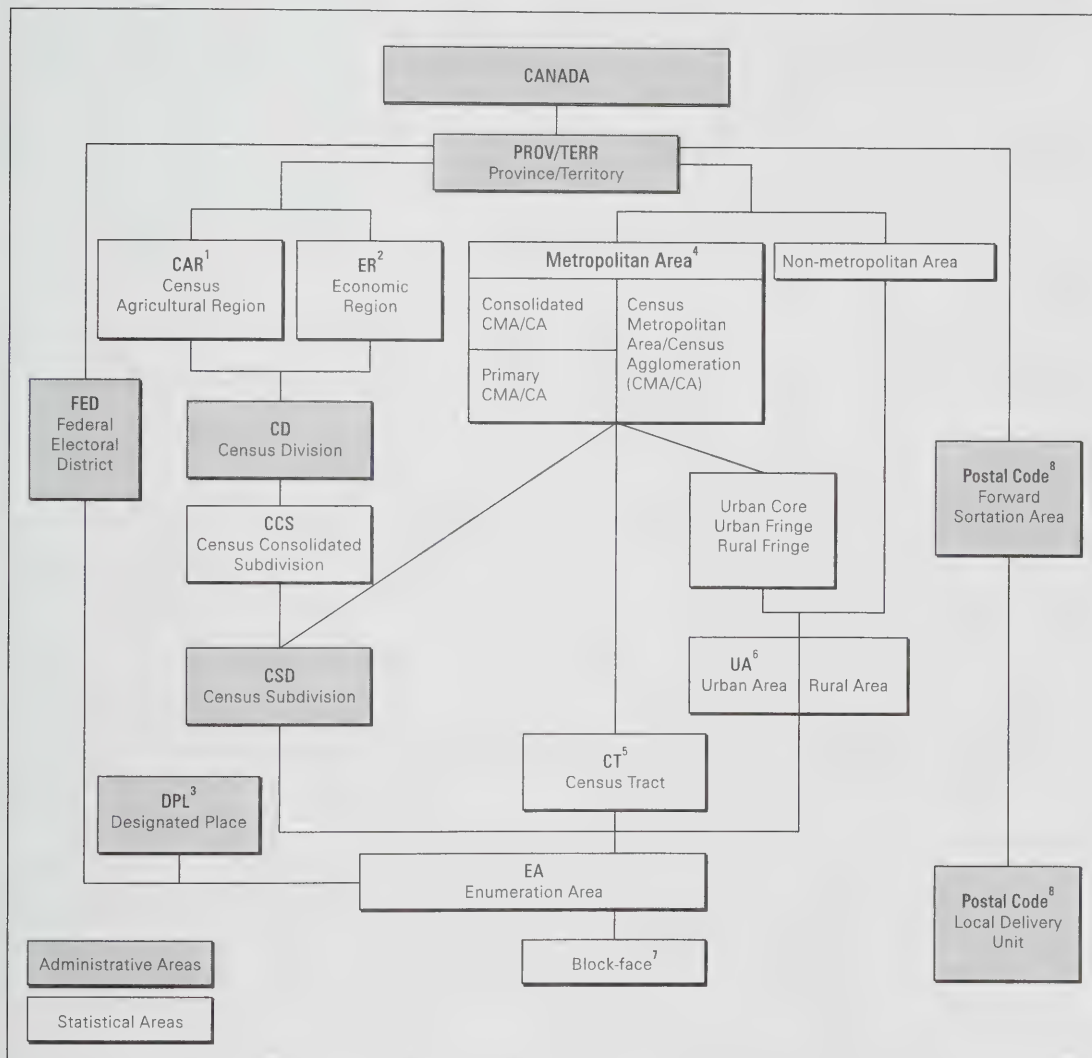 CANADA
PROV/TERR
Province/Territory
CAR¹
Census
Agricultural Region
ER²
Economic
Region
Metropolitan Area⁴
Consolidated
CMA/CA
Primary
CMA/CA
Census
Metropolitan
Area/Census
Agglomeration
(CMA/CA)
Non-metropolitan Area
FED
Federal
Electoral
District
CD
Census Division
CCS
Census Consolidated
Subdivision
Urban Core
Urban Fringe
Rural Fringe
Postal Code⁸
Forward
Sortation Area
CSD
Census Subdivision
UA⁶
Urban Area
Rural Area
CT⁵
Census Tract
DPL³
Designated Place
EA
Enumeration Area
Postal Code⁸
Local Delivery
Unit
Block-face⁷
Administrative Areas
Statistical Areas